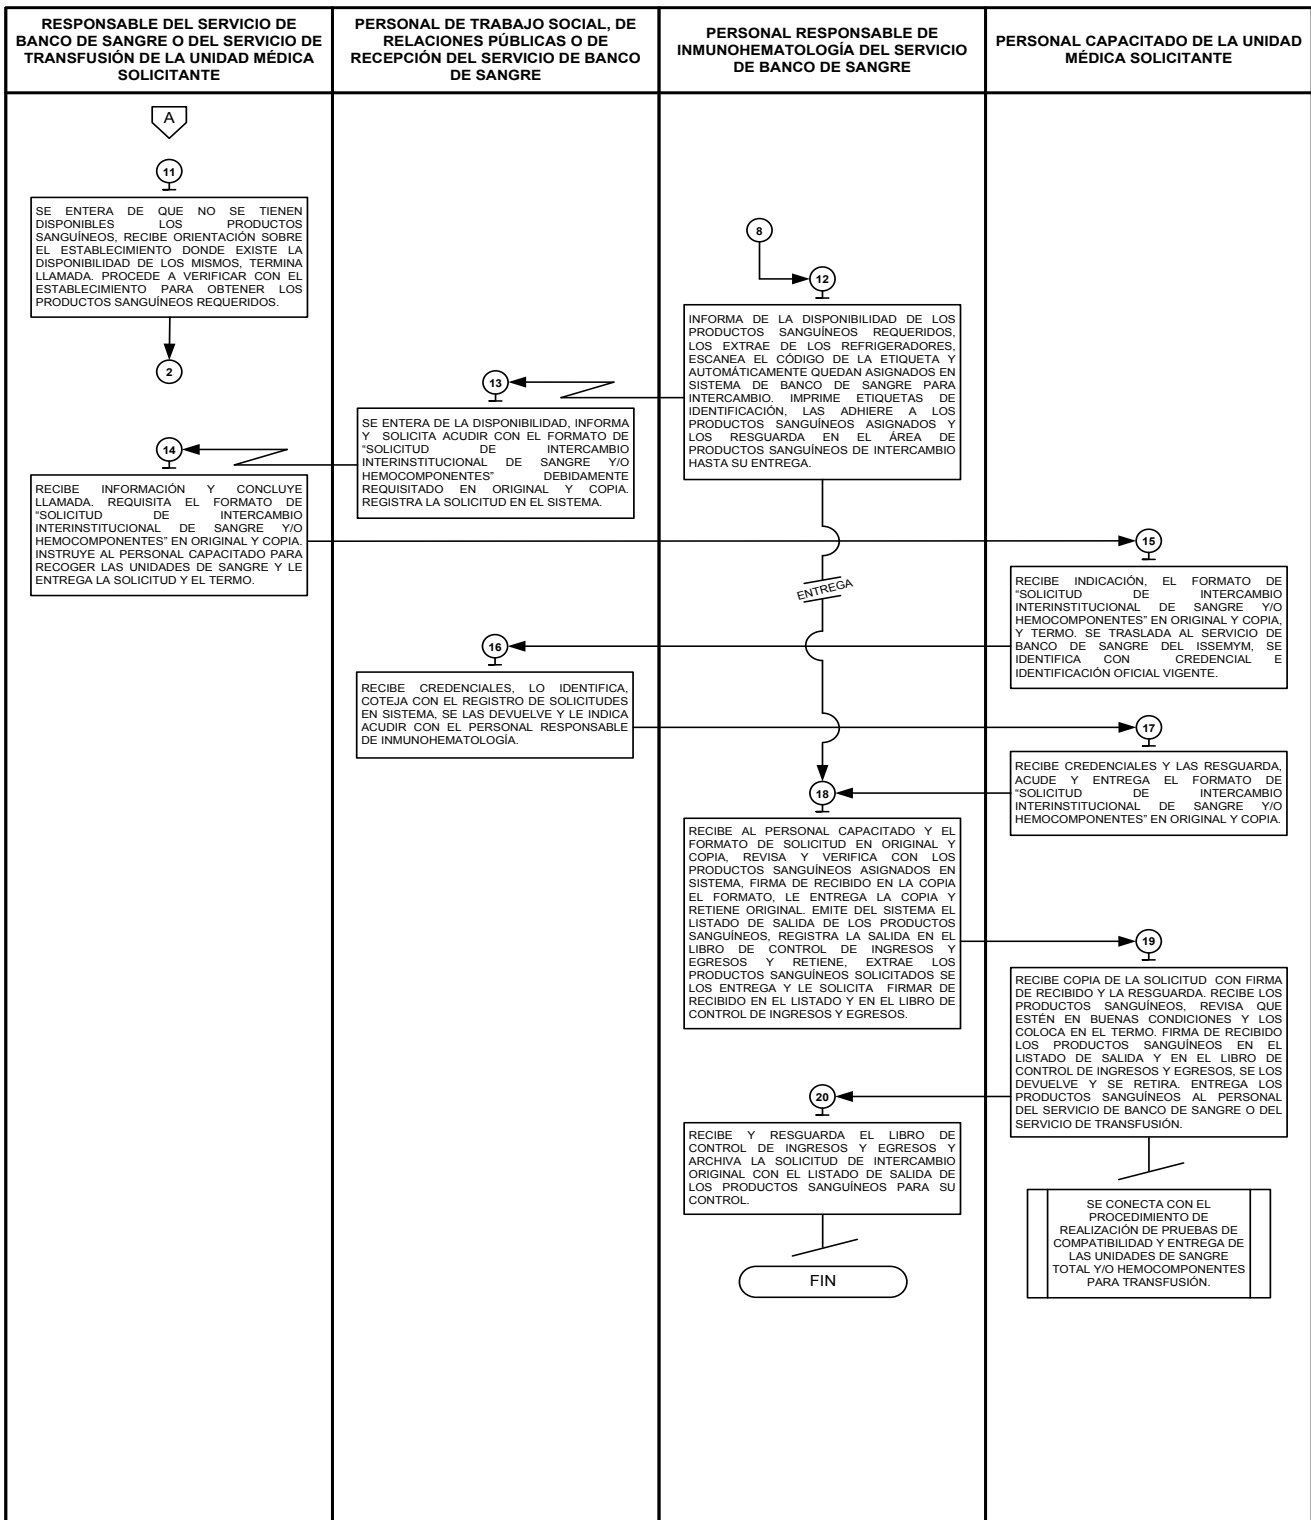 RESPONSABLE DEL SERVICIO DE
BANCO DE SANGRE O DEL SERVICIO DE
TRANSFUSIÓN DE LA UNIDAD MÉDICA
SOLICITANTE
PERSONAL DE TRABAJO SOCIAL, DE
RELACIONES PÚBLICAS O DE
RECEPCIÓN DEL SERVICIO DE BANCO
DE SANGRE
PERSONAL RESPONSABLE DE
INMUNOHEMATOLOGÍA DEL SERVICIO
DE BANCO DE SANGRE
PERSONAL CAPACITADO DE LA UNIDAD
MÉDICA SOLICITANTE
A
11
SE ENTERA DE QUE NO SE TIENEN
DISPONIBLES LOS PRODUCTOS
SANGUÍNEOS, RECIBE ORIENTACIÓN SOBRE
EL ESTABLECIMIENTO DONDE EXISTE LA
DISPONIBILIDAD DE LOS MISMOS, TERMINA
LLAMADA. PROCEDE A VERIFICAR CON EL
ESTABLECIMIENTO PARA OBTENER LOS
PRODUCTOS SANGUÍNEOS REQUERIDOS.
2
8
12
INFORMA DE LA DISPONIBILIDAD DE LOS
PRODUCTOS SANGUÍNEOS REQUERIDOS,
LOS EXTRAE DE LOS REFRIGERADORES,
ESCANEA EL CÓDIGO DE LA ETIQUETA Y
AUTOMÁTICAMENTE QUEDAN ASIGNADOS EN
SISTEMA DE BANCO DE SANGRE PARA
INTERCAMBIO. IMPRIME ETIQUETAS DE
IDENTIFICACIÓN, LAS ADHIERE A LOS
PRODUCTOS SANGUÍNEOS ASIGNADOS Y
LOS RESGUARDA EN EL ÁREA DE
PRODUCTOS SANGUÍNEOS DE INTERCAMBIO
HASTA SU ENTREGA.
13
SE ENTERA DE LA DISPONIBILIDAD, INFORMA
Y SOLICITA ACUDIR CON EL FORMATO DE
“SOLICITUD DE INTERCAMBIO
INTERINSTITUCIONAL DE SANGRE Y/O
HEMOCOMPONENTES” DEBIDAMENTE
REQUISITADO EN ORIGINAL Y COPIA.
REGISTRA LA SOLICITUD EN EL SISTEMA.
14
RECIBE INFORMACIÓN Y CONCLUYE
LLAMADA. REQUISITA EL FORMATO DE
“SOLICITUD DE INTERCAMBIO
INTERINSTITUCIONAL DE SANGRE Y/O
HEMOCOMPONENTES” EN ORIGINAL Y COPIA.
INSTRUYE AL PERSONAL CAPACITADO PARA
RECOGER LAS UNIDADES DE SANGRE Y LE
ENTREGA LA SOLICITUD Y EL TERMO.
15
RECIBE INDICACIÓN, EL FORMATO DE
“SOLICITUD DE INTERCAMBIO
INTERINSTITUCIONAL DE SANGRE Y/O
HEMOCOMPONENTES” EN ORIGINAL Y COPIA,
Y TERMO. SE TRASLADA AL SERVICIO DE
BANCO DE SANGRE DEL ISSEMYM, SE
IDENTIFICA CON CREDENCIAL E
IDENTIFICACIÓN OFICIAL VIGENTE.
ENTREGA
16
RECIBE CREDENCIALES, LO IDENTIFICA,
COTEJA CON EL REGISTRO DE SOLICITUDES
EN SISTEMA, SE LAS DEVUELVE Y LE INDICA
ACUDIR CON EL PERSONAL RESPONSABLE
DE INMUNOHEMATOLOGÍA.
17
RECIBE CREDENCIALES Y LAS RESGUARDA,
ACUDE Y ENTREGA EL FORMATO DE
“SOLICITUD DE INTERCAMBIO
INTERINSTITUCIONAL DE SANGRE Y/O
HEMOCOMPONENTES” EN ORIGINAL Y COPIA.
18
RECIBE AL PERSONAL CAPACITADO Y EL
FORMATO DE SOLICITUD EN ORIGINAL Y
COPIA, REVISA Y VERIFICA CON LOS
PRODUCTOS SANGUÍNEOS ASIGNADOS EN
SISTEMA, FIRMA DE RECIBIDO EN LA COPIA
EL FORMATO, LE ENTREGA LA COPIA Y
RETIENE ORIGINAL. EMITE DEL SISTEMA EL
LISTADO DE SALIDA DE LOS PRODUCTOS
SANGUÍNEOS, REGISTRA LA SALIDA EN EL
LIBRO DE CONTROL DE INGRESOS Y
EGRESOS Y RETIENE, EXTRAE LOS
PRODUCTOS SANGUÍNEOS SOLICITADOS SE
LOS ENTREGA Y LE SOLICITA FIRMAR DE
RECIBIDO EN EL LISTADO Y EN EL LIBRO DE
CONTROL DE INGRESOS Y EGRESOS.
19
RECIBE COPIA DE LA SOLICITUD CON FIRMA
DE RECIBIDO Y LA RESGUARDA. RECIBE LOS
PRODUCTOS SANGUÍNEOS, REVISA QUE
ESTÉN EN BUENAS CONDICIONES Y LOS
COLOCA EN EL TERMO. FIRMA DE RECIBIDO
LOS PRODUCTOS SANGUÍNEOS EN EL
LISTADO DE SALIDA Y EN EL LIBRO DE
CONTROL DE INGRESOS Y EGRESOS, SE LOS
DEVUELVE Y SE RETIRA. ENTREGA LOS
PRODUCTOS SANGUÍNEOS AL PERSONAL
DEL SERVICIO DE BANCO DE SANGRE O DEL
SERVICIO DE TRANSFUSIÓN.
20
RECIBE Y RESGUARDA EL LIBRO DE
CONTROL DE INGRESOS Y EGRESOS Y
ARCHIVA LA SOLICITUD DE INTERCAMBIO
ORIGINAL CON EL LISTADO DE SALIDA DE
LOS PRODUCTOS SANGUÍNEOS PARA SU
CONTROL.
SE CONECTA CON EL
PROCEDIMIENTO DE
REALIZACIÓN DE PRUEBAS DE
COMPATIBILIDAD Y ENTREGA DE
LAS UNIDADES DE SANGRE
TOTAL Y/O HEMOCOMPONENTES
PARA TRANSFUSIÓN.
FIN